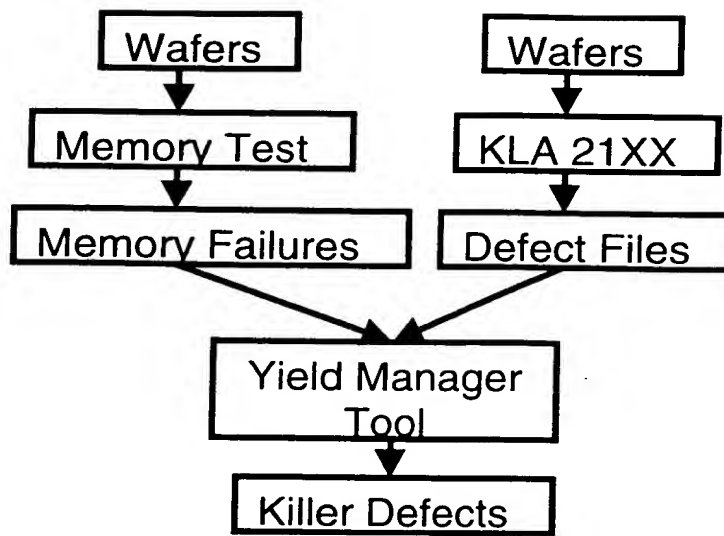 Wafers
Wafers
Memory Test
KLA 21XX
Memory Failures
Defect Files
Yield Manager
Tool
Killer Defects